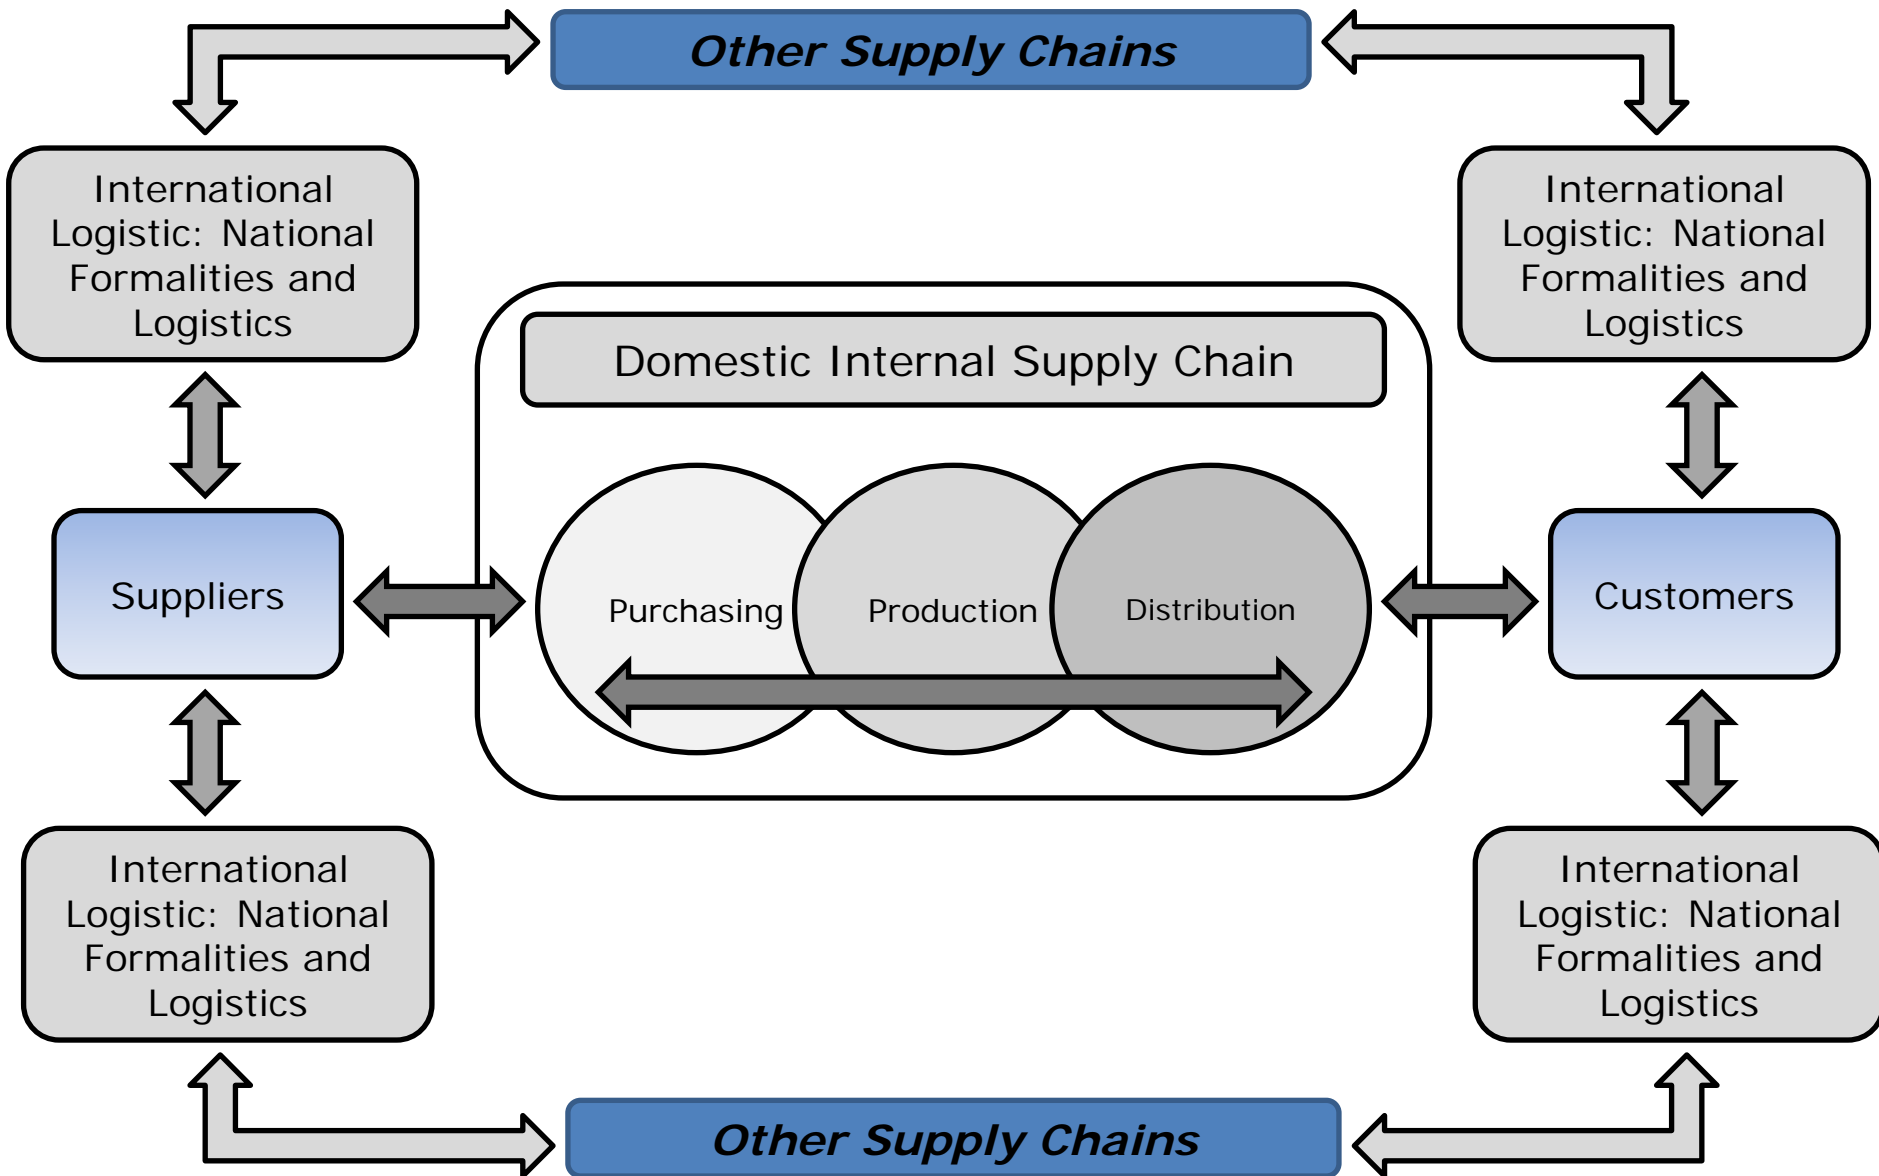 Other Supply Chains
International
Logistic: National
Formalities and
Logistics
International
Logistic: National
Formalities and
Logistics
Domestic Internal Supply Chain
Suppliers
Purchasing
Production
Distribution
Customers
International
Logistic: National
Formalities and
Logistics
International
Logistic: National
Formalities and
Logistics
Other Supply Chains